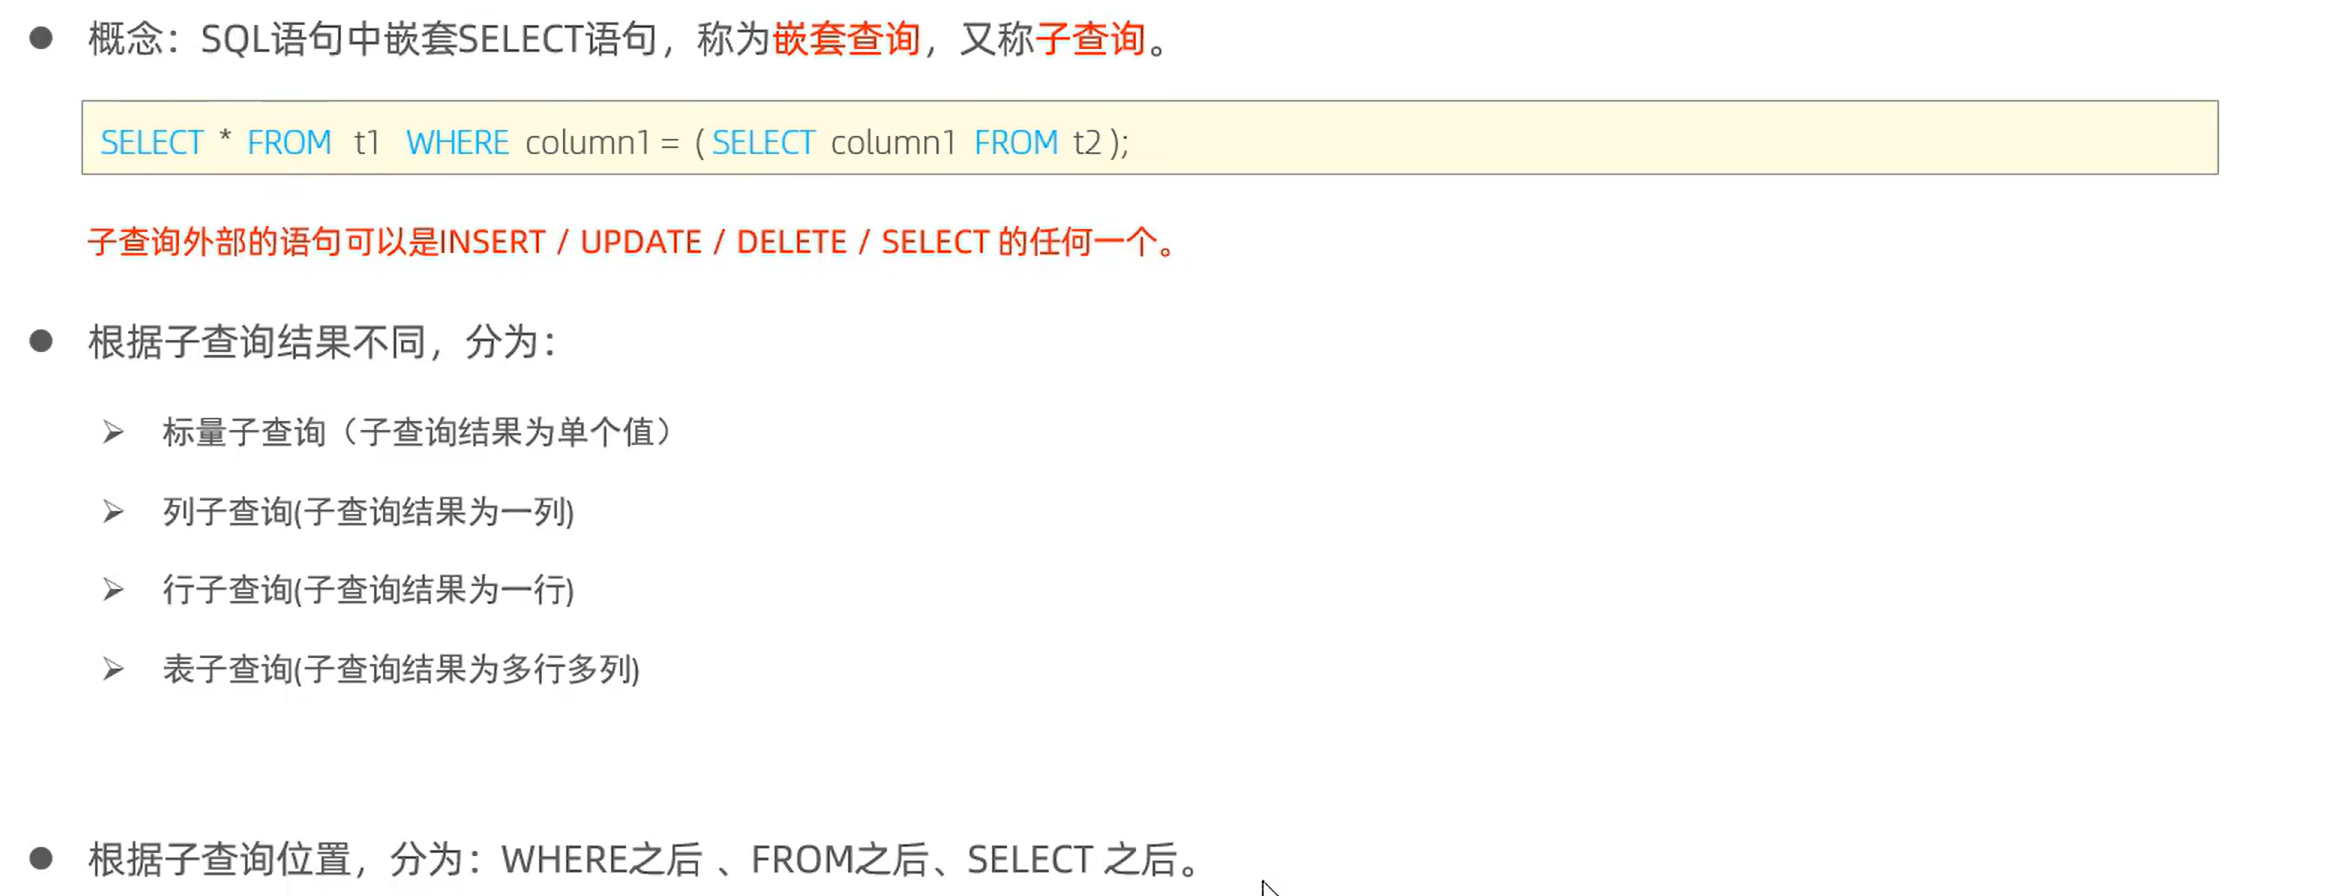 概念：SQL语句中嵌套SELECT语句，称为嵌套查询，又称子查询。
SELECT * FROM t1 WHERE column1 = ( SELECT column1 FROM t2 );
子查询外部的语句可以是INSERT / UPDATE / DELETE / SELECT 的任何一个。
根据子查询结果不同，分为：
标量子查询（子查询结果为单个值）
列子查询(子查询结果为一列)
行子查询(子查询结果为一行)
表子查询(子查询结果为多行多列)
根据子查询位置，分为：WHERE之后 、FROM之后、SELECT 之后。